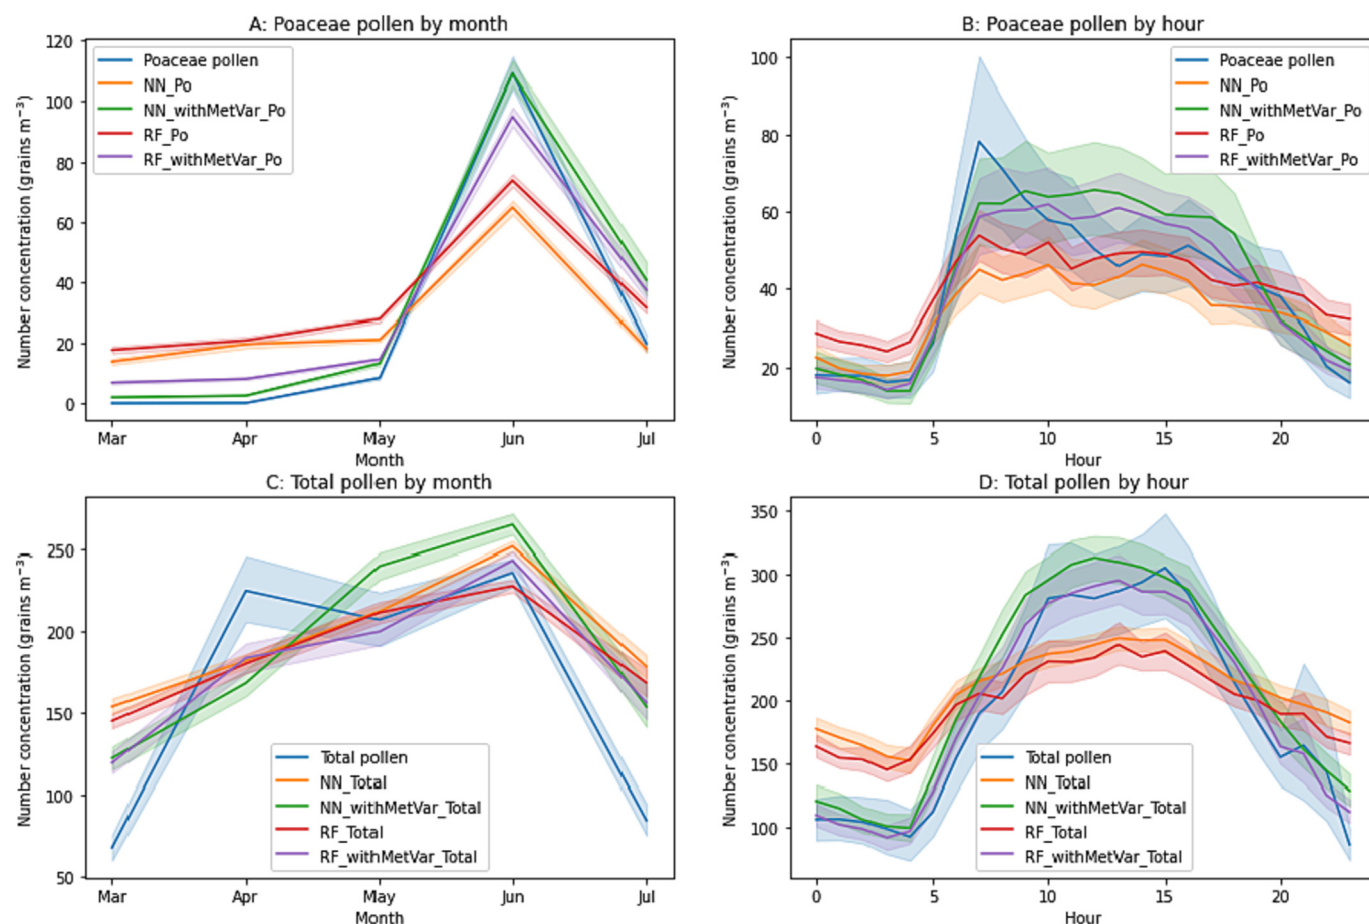 A: Poaceae pollen by month
Number concentration (grains m⁻³)
120
100
80
60
40
20
0
Poaceae pollen
NN_Po
NN_withMetVar_Po
RF_Po
RF_withMetVar_Po
Mar Apr May Jun Jul
Month
B: Poaceae pollen by hour
Number concentration (grains m⁻³)
100
80
60
40
20
Poaceae pollen
NN_Po
NN_withMetVar_Po
RF_Po
RF_withMetVar_Po
0 5 10 15 20
Hour
C: Total pollen by month
Number concentration (grains m⁻³)
250
200
150
100
50
Total pollen
NN_Total
NN_withMetVar_Total
RF_Total
RF_withMetVar_Total
Mar Apr May Jun Jul
Month
D: Total pollen by hour
Number concentration (grains m⁻³)
350
300
250
200
150
100
Total pollen
NN_Total
NN_withMetVar_Total
RF_Total
RF_withMetVar_Total
0 5 10 15 20
Hour